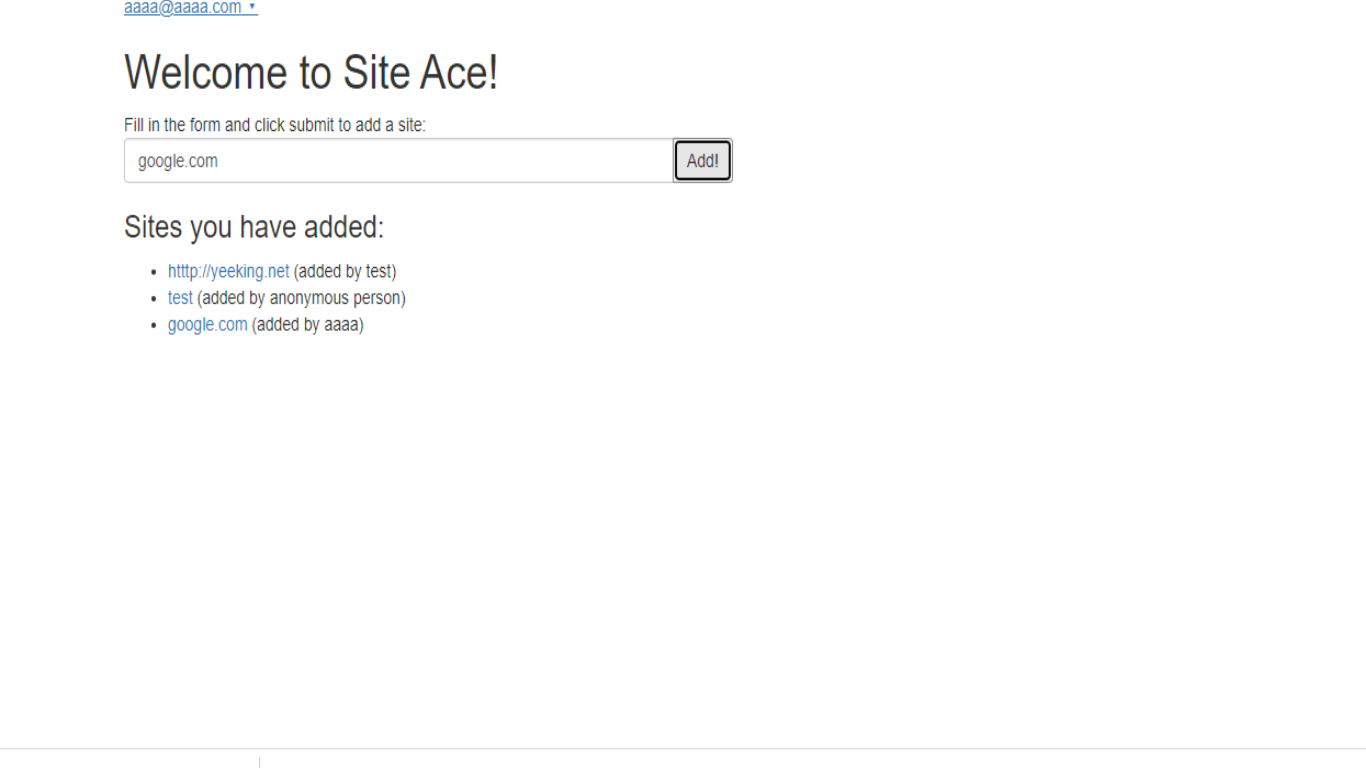 aaaa@aaaa.com ▾
Welcome to Site Ace!
Fill in the form and click submit to add a site:
google.com Add!
Sites you have added:
• htttp://yeeking.net (added by test)
• test (added by anonymous person)
• google.com (added by aaaa)